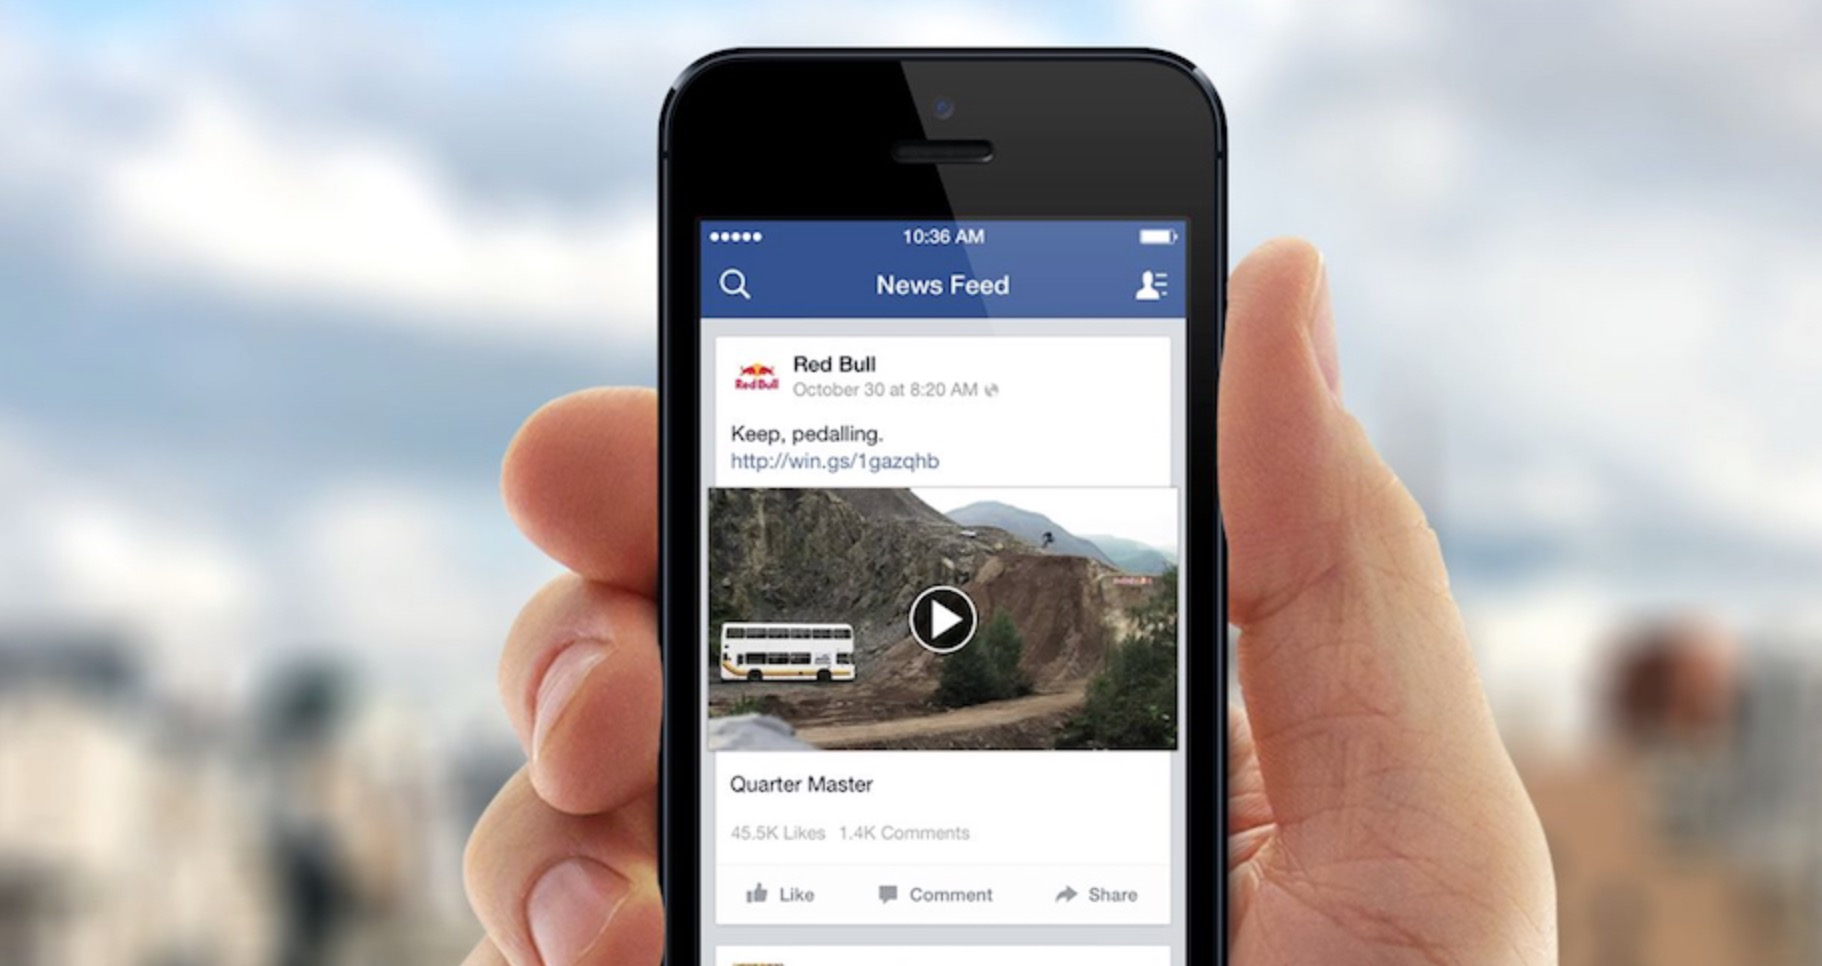 10:36 AM
News Feed
Red Bull
Red Bull
October 30 at 8:20 AM
Keep, pedalling.
http://win.gs/1gazqhb
Quarter Master
45.5K Likes 1.4K Comments
Like Comment Share